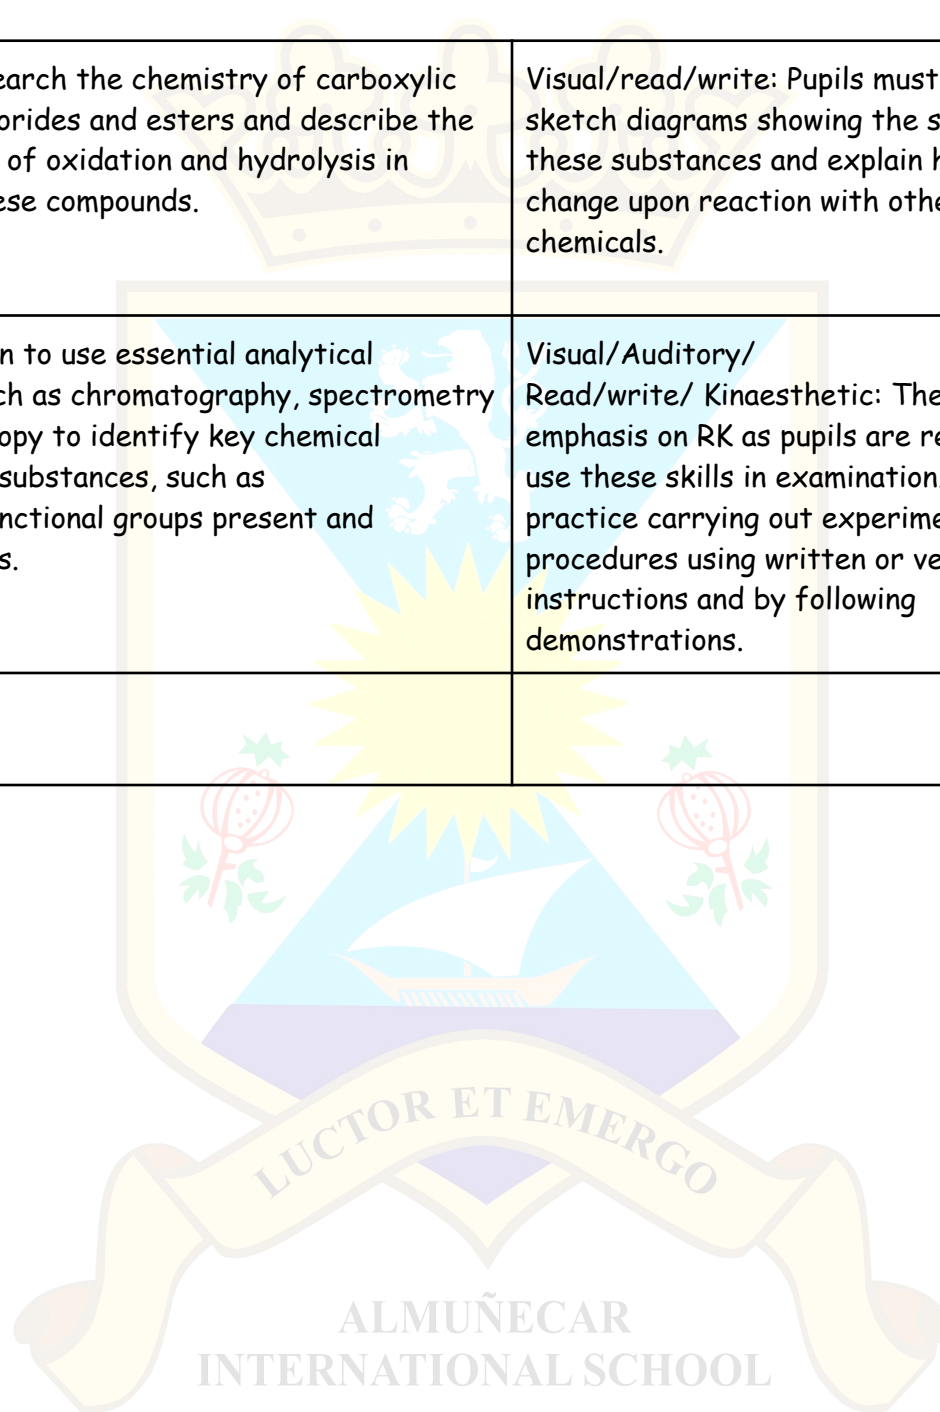 earch the chemistry of carboxylic
orides and esters and describe the
of oxidation and hydrolysis in
ese compounds.
Visual/read/write: Pupils must
sketch diagrams showing the s
these substances and explain h
change upon reaction with othe
chemicals.
n to use essential analytical
ch as chromatography, spectrometry
opy to identify key chemical
substances, such as
nctional groups present and
s.
Visual/Auditory/
Read/write/ Kinaesthetic: The
emphasis on RK as pupils are re
use these skills in examination
practice carrying out experime
procedures using written or ve
instructions and by following
demonstrations.
LUCTOR ET EMERGO
ALMUÑECAR
INTERNATIONAL SCHOOL